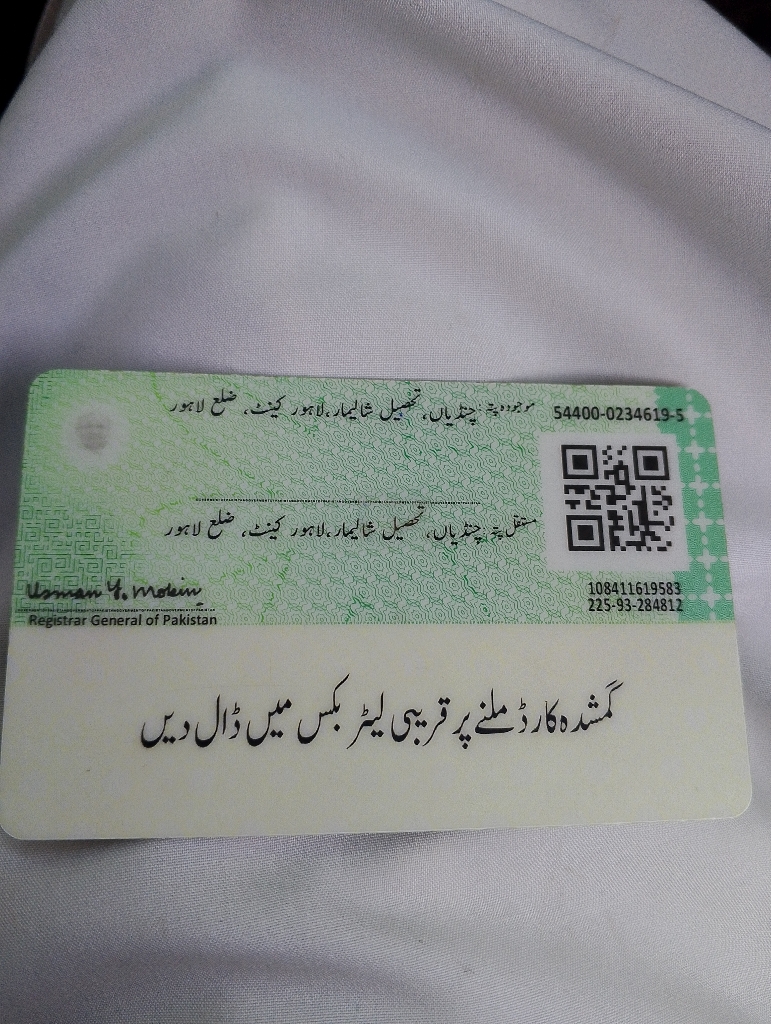 موجودہ پتہ: چندیاں، تحصیل شالیمار، لاہور کینٹ، ضلع لاہور
54400-0234619-5
مستقل پتہ: چندیاں، تحصیل شالیمار، لاہور کینٹ، ضلع لاہور
108411619583
225-93-284812
Usman Y. Mobin
Registrar General of Pakistan
گمشدہ کارڈ ملنے پر قریبی لیٹر بکس میں ڈال دیں